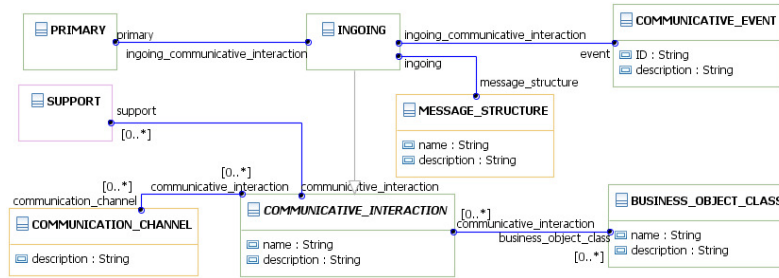 COMMUNICATIVE_EVENT
PRIMARY
INGOING
primary
ingoing_communicative_interaction
ingoing_communicative_interaction
event
ID : String
description : String
ingoing
message_structure
SUPPORT
support
[0..*]
MESSAGE_STRUCTURE
name : String
description : String
[0..*]
[0..*]
communicative_interaction
communicative_interaction
communication_channel
COMMUNICATION_CHANNEL
description : String
COMMUNICATIVE_INTERACTION
name : String
description : String
[0..*]
communicative_interaction
business_object_class
[0..*]
BUSINESS_OBJECT_CLASS
name : String
description : String